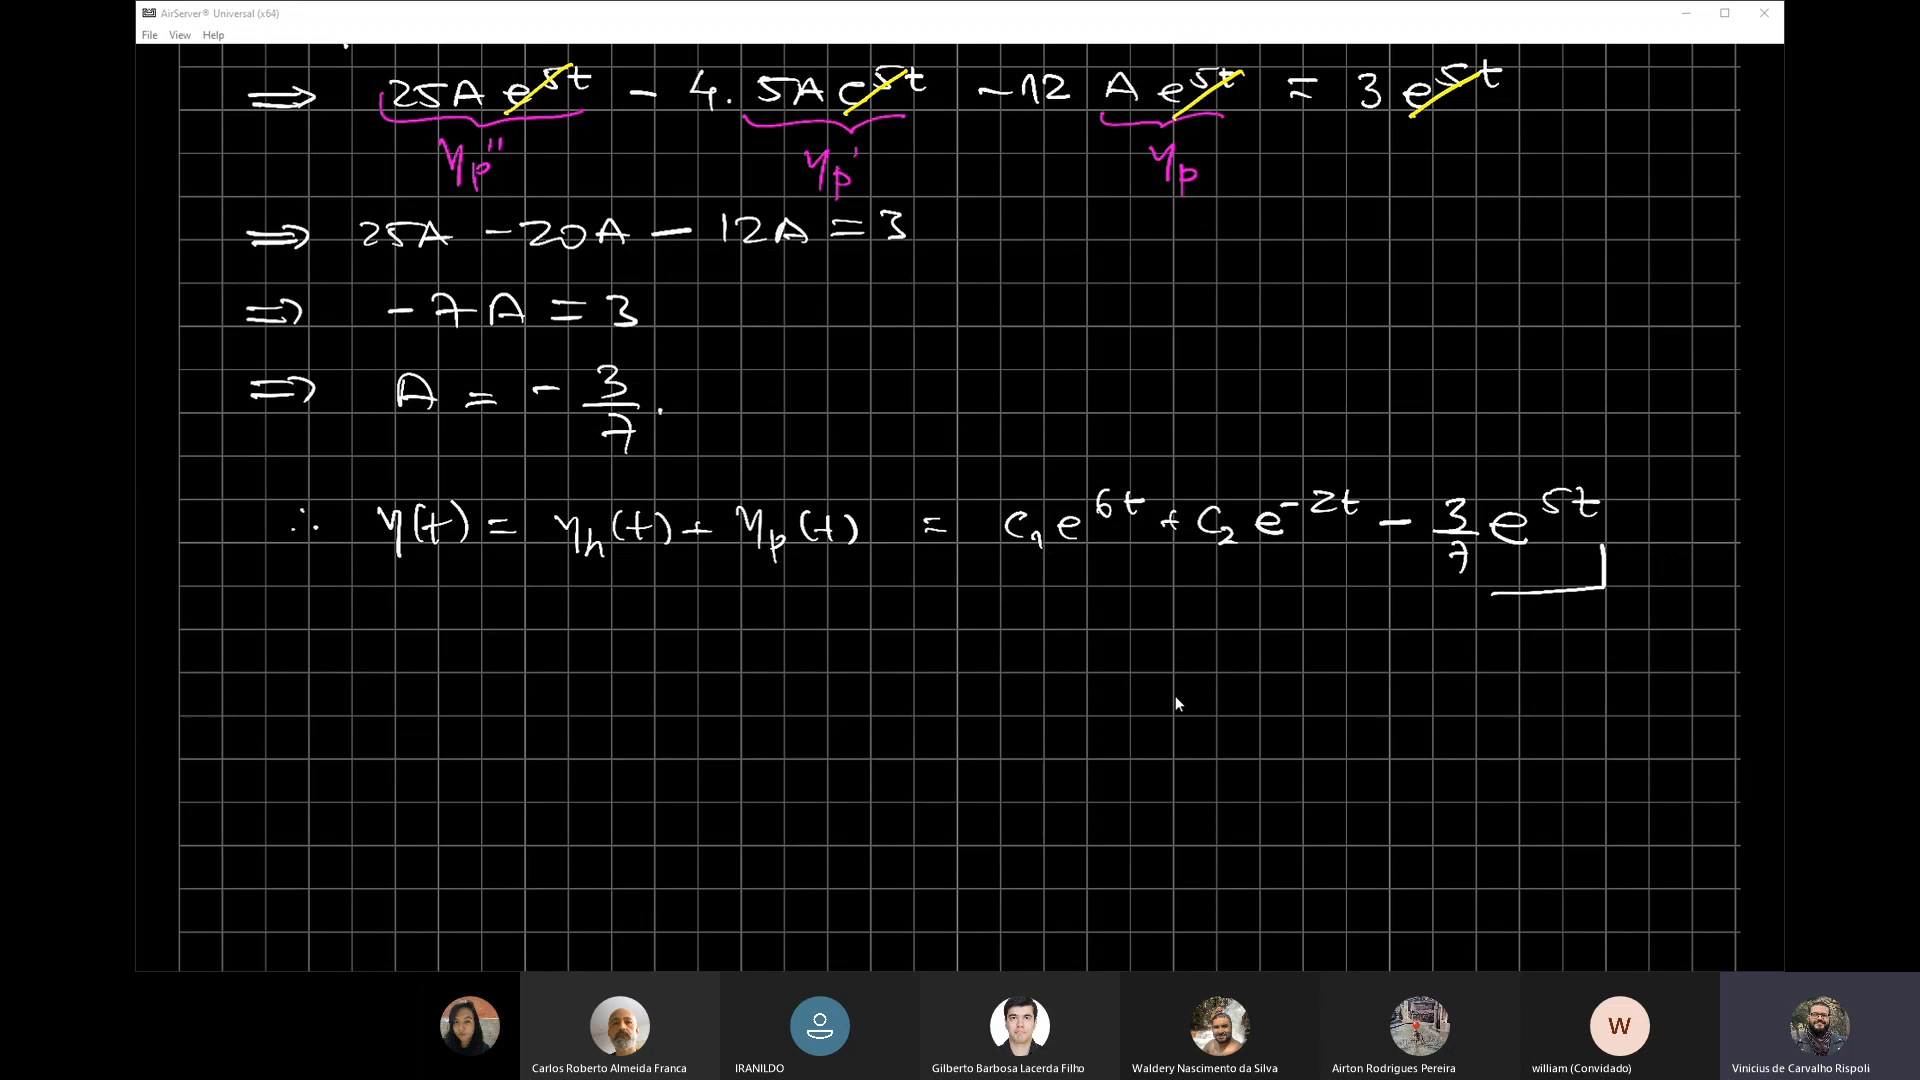 AirServer® Universal (x64)
File View Help
⟹ 25A e^{5t} - 4. 5A e^{5t} - 12 A e^{5t} = 3 e^{5t}
y_p'' y_p' y_p
⟹ 25A - 20A - 12A = 3
⟹ -7A = 3
⟹ A = - 3/7 .
∴ y(t) = y_h(t) + y_p(t) = c_1 e^{6t} + c_2 e^{-2t} - 3/7 e^{5t}
W
Carlos Roberto Almeida Franca IRANILDO Gilberto Barbosa Lacerda Filho Waldery Nascimento da Silva Airton Rodrigues Pereira william (Convidado) Vinicius de Carvalho Rispoli